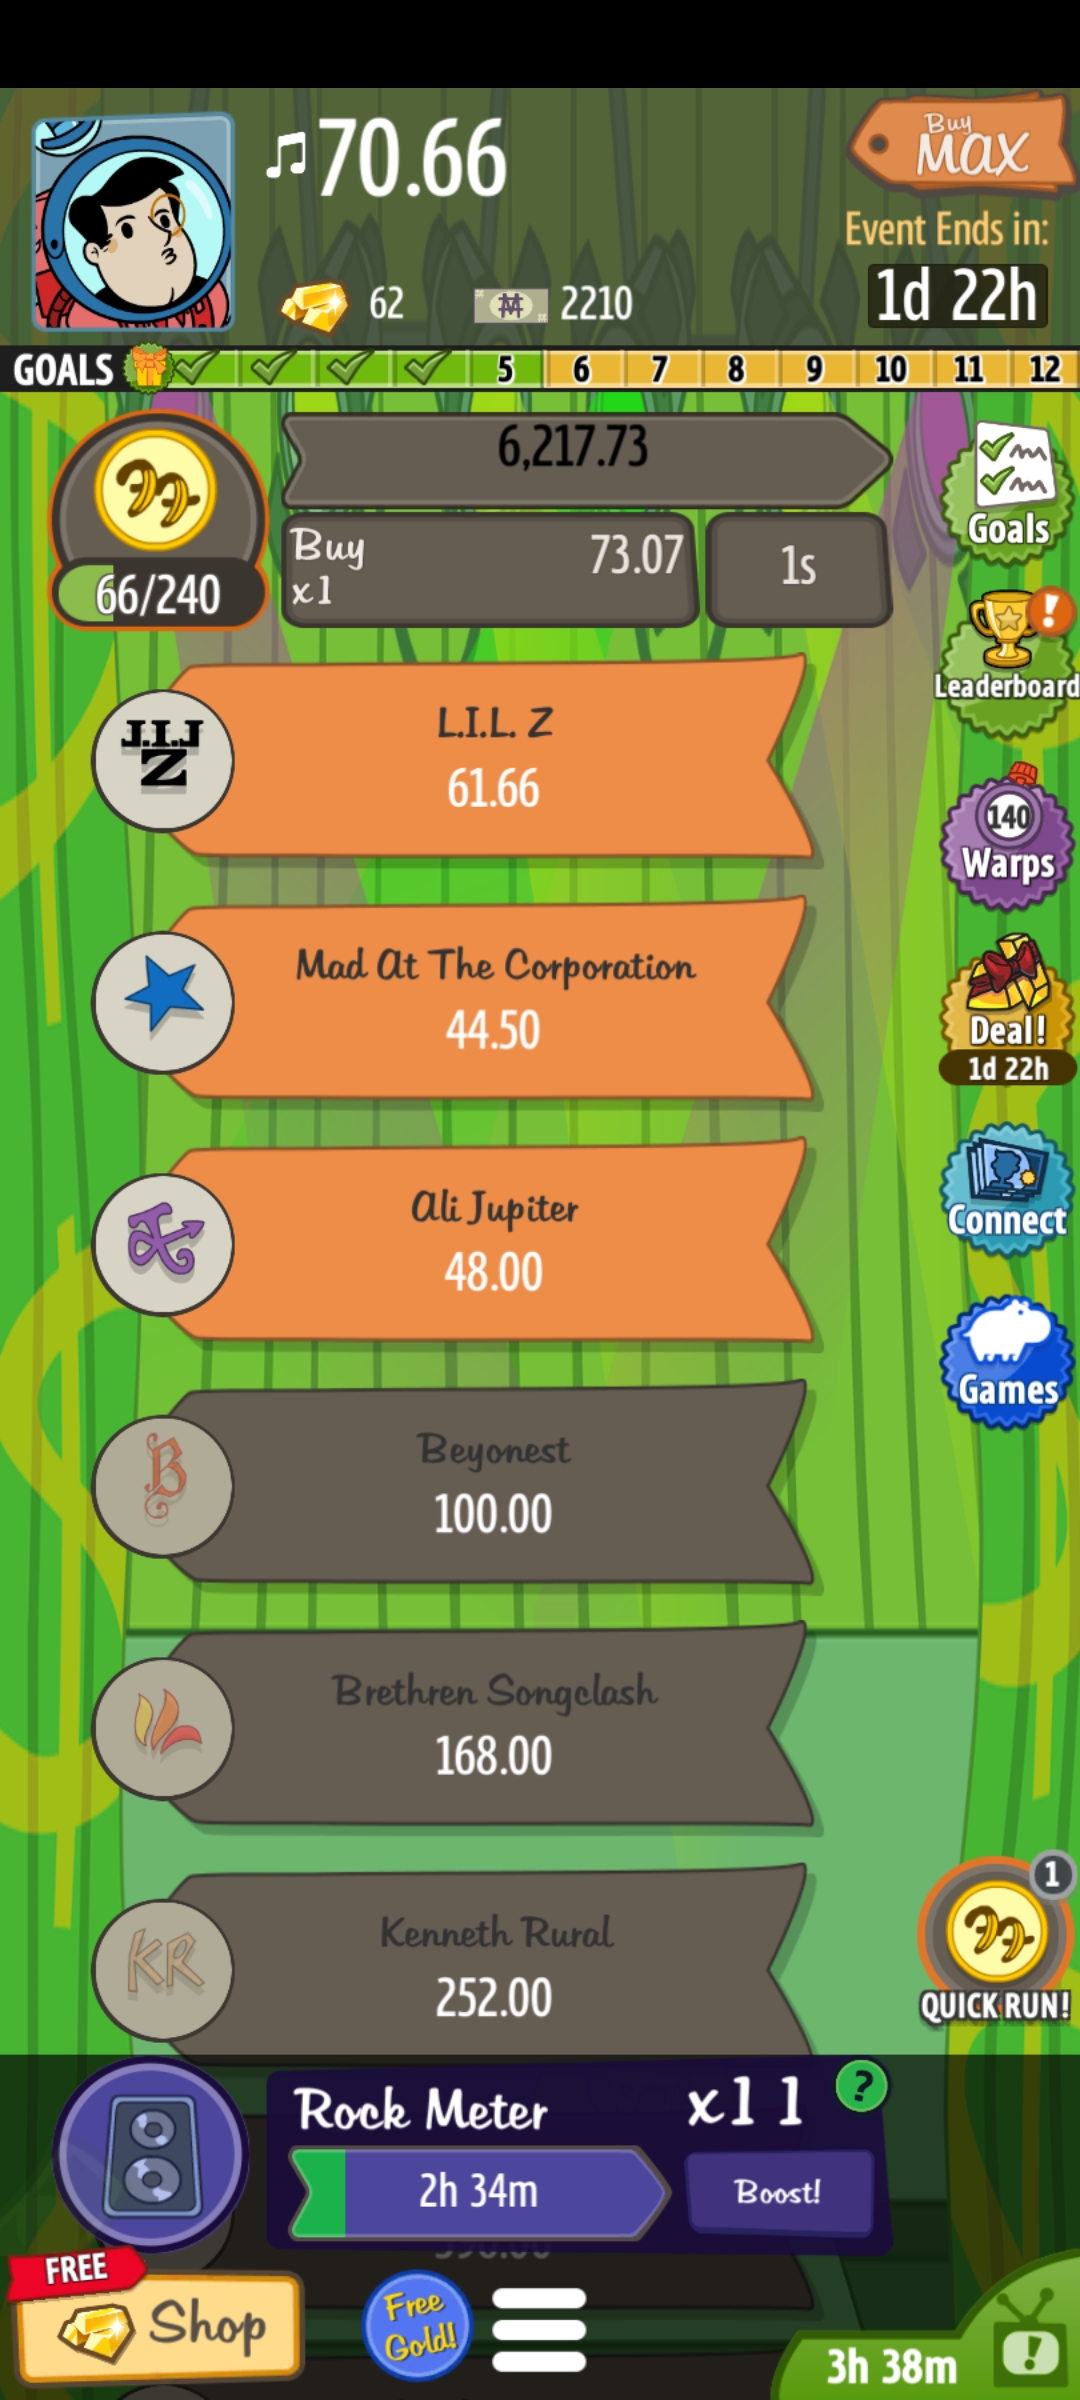 70.66
Buy
MAX
Event Ends in:
1d 22h
62
2210
GOALS
5
6
7
8
9
10
11
12
6,217.73
66/240
Buy
x1
73.07
1s
Goals
Leaderboard
!
L.I.L. Z
61.66
140
Warps
Mad At The Corporation
44.50
Deal!
1d 22h
Ali Jupiter
48.00
Connect
Games
B
Beyonest
100.00
Brethren Songclash
168.00
KR
Kenneth Rural
252.00
1
QUICK RUN!
Rock Meter
x11
?
2h 34m
Boost!
FREE
Shop
Free
Gold!
3h 38m
!